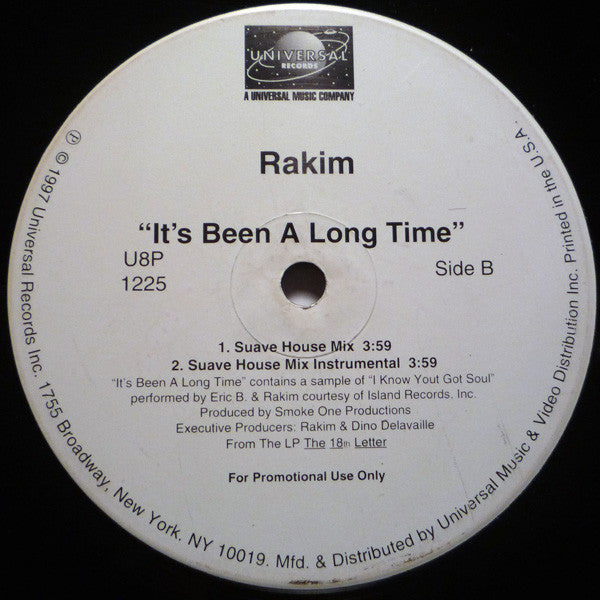 UNIVERSAL
RECORDS
A UNIVERSAL MUSIC COMPANY
Rakim
“It's Been A Long Time”
U8P
1225
Side B
1. Suave House Mix 3:59
2. Suave House Mix Instrumental 3:59
“It's Been A Long Time” contains a sample of “I Know Yout Got Soul”
performed by Eric B. & Rakim courtesy of Island Records. Inc.
Produced by Smoke One Productions
Executive Producers: Rakim & Dino Delavaille
From The LP The 18th Letter
For Promotional Use Only
℗ © 1997 Universal Records Inc. 1755 Broadway, New York. NY 10019. Mfd. & Distributed by Universal Music & Video Distribution Inc. Printed in the U.S.A.